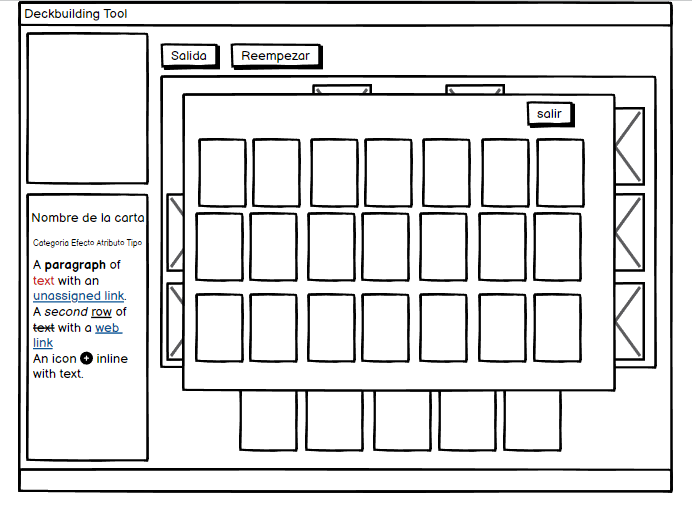 Deckbuilding Tool
Salida
Reempezar
salir
Nombre de la carta
Categoria Efecto Atributo Tipo
A paragraph of
text with an
unassigned link.
A second row of
text with a web
link
An icon inline
with text.